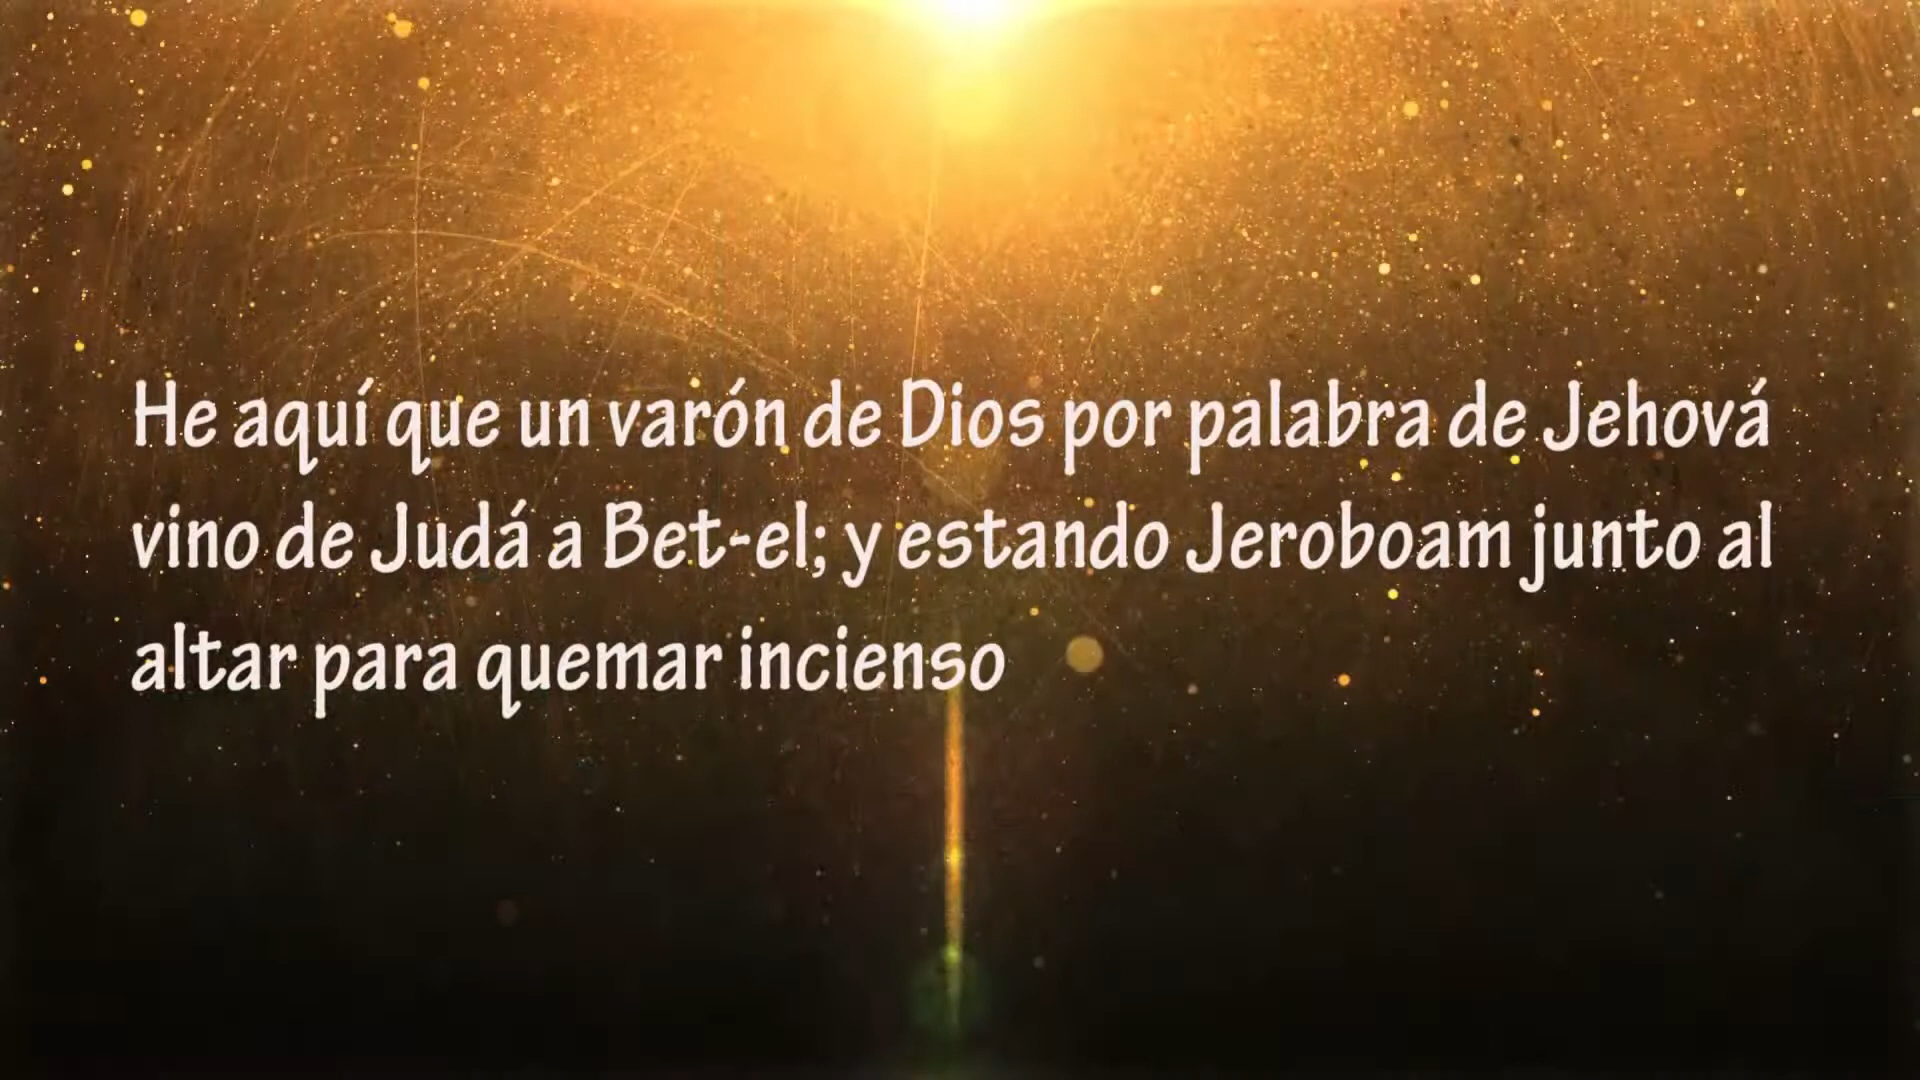 He aquí que un varón de Dios por palabra de Jehová
vino de Judá a Bet-el; y estando Jeroboam junto al
altar para quemar incienso